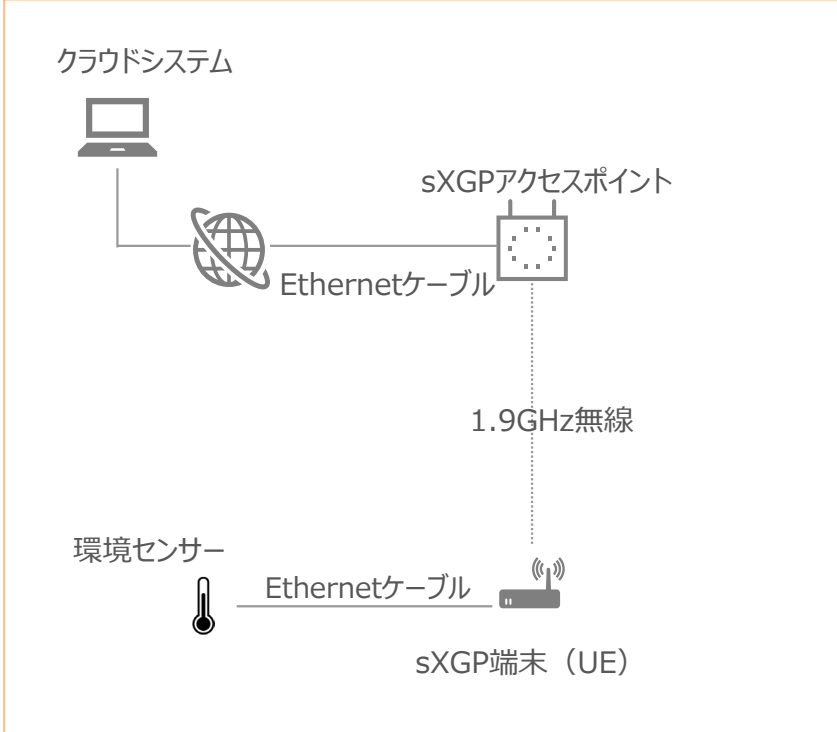 クラウドシステム
sXGPアクセスポイント
Ethernetケーブル
1.9GHz無線
環境センサー
Ethernetケーブル
sXGP端末（UE）